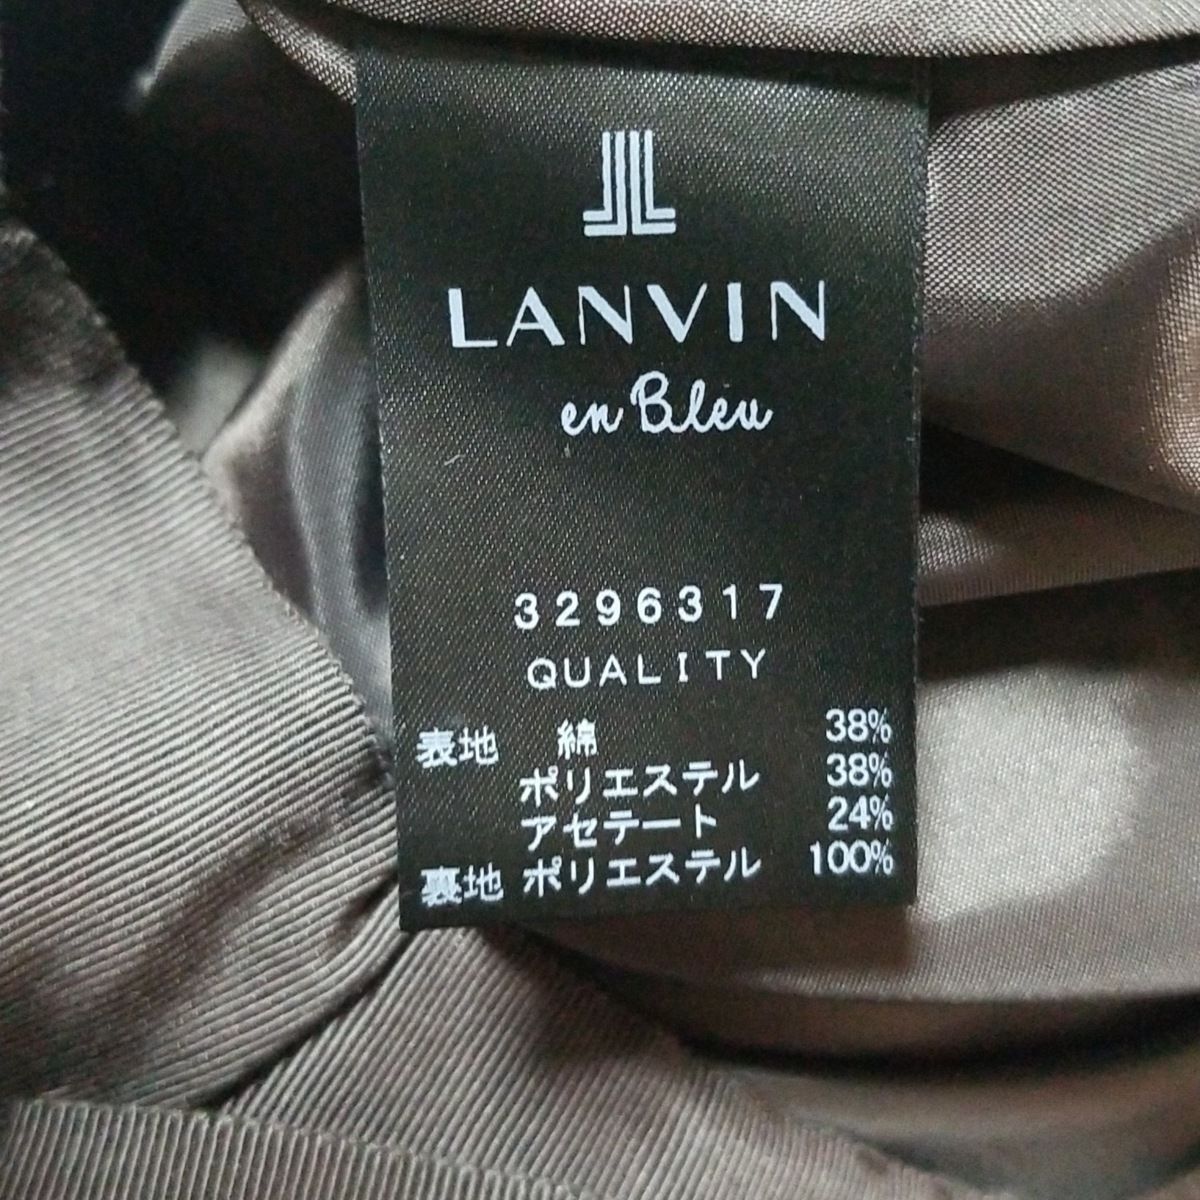 LANVIN
en Bleu
3296317
QUALITY
表地 綿 38%
ポリエステル 38%
アセテート 24%
裏地 ポリエステル 100%